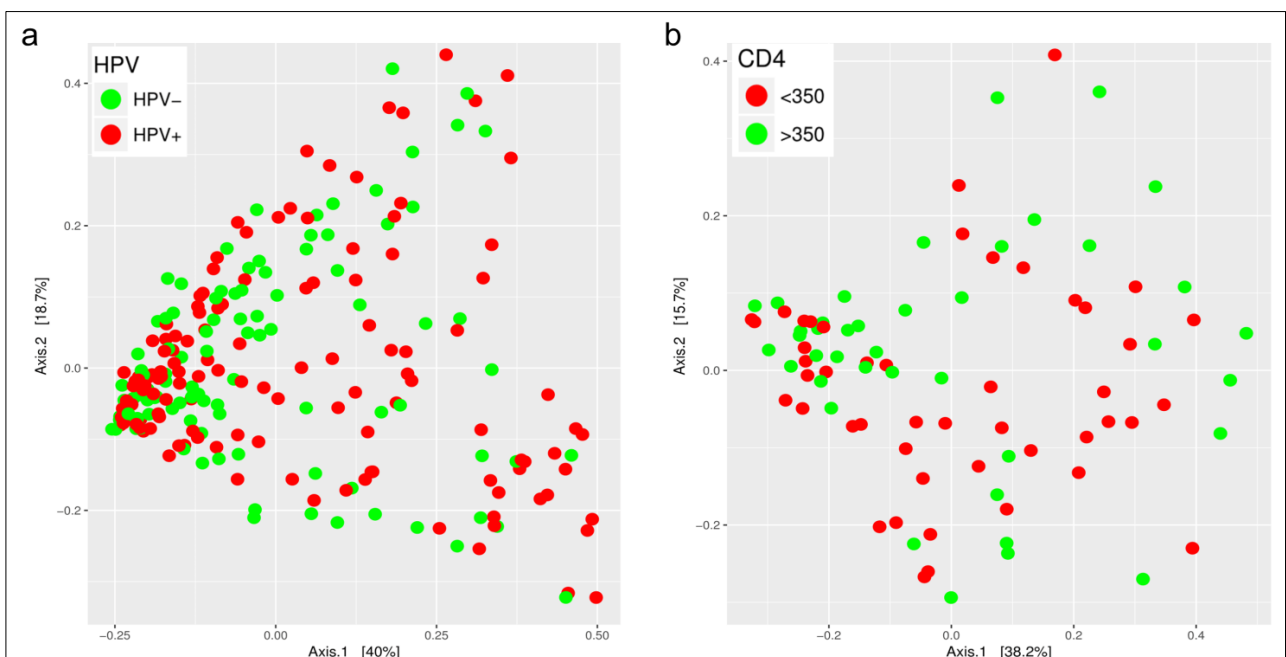 a
HPV
HPV−
HPV+
0.4
0.2
0.0
−0.2
Axis.2 [18.7%]
−0.25
0.00
0.25
0.50
Axis.1 [40%]
b
CD4
<350
>350
0.4
0.2
0.0
−0.2
Axis.2 [15.7%]
−0.2
0.0
0.2
0.4
Axis.1 [38.2%]